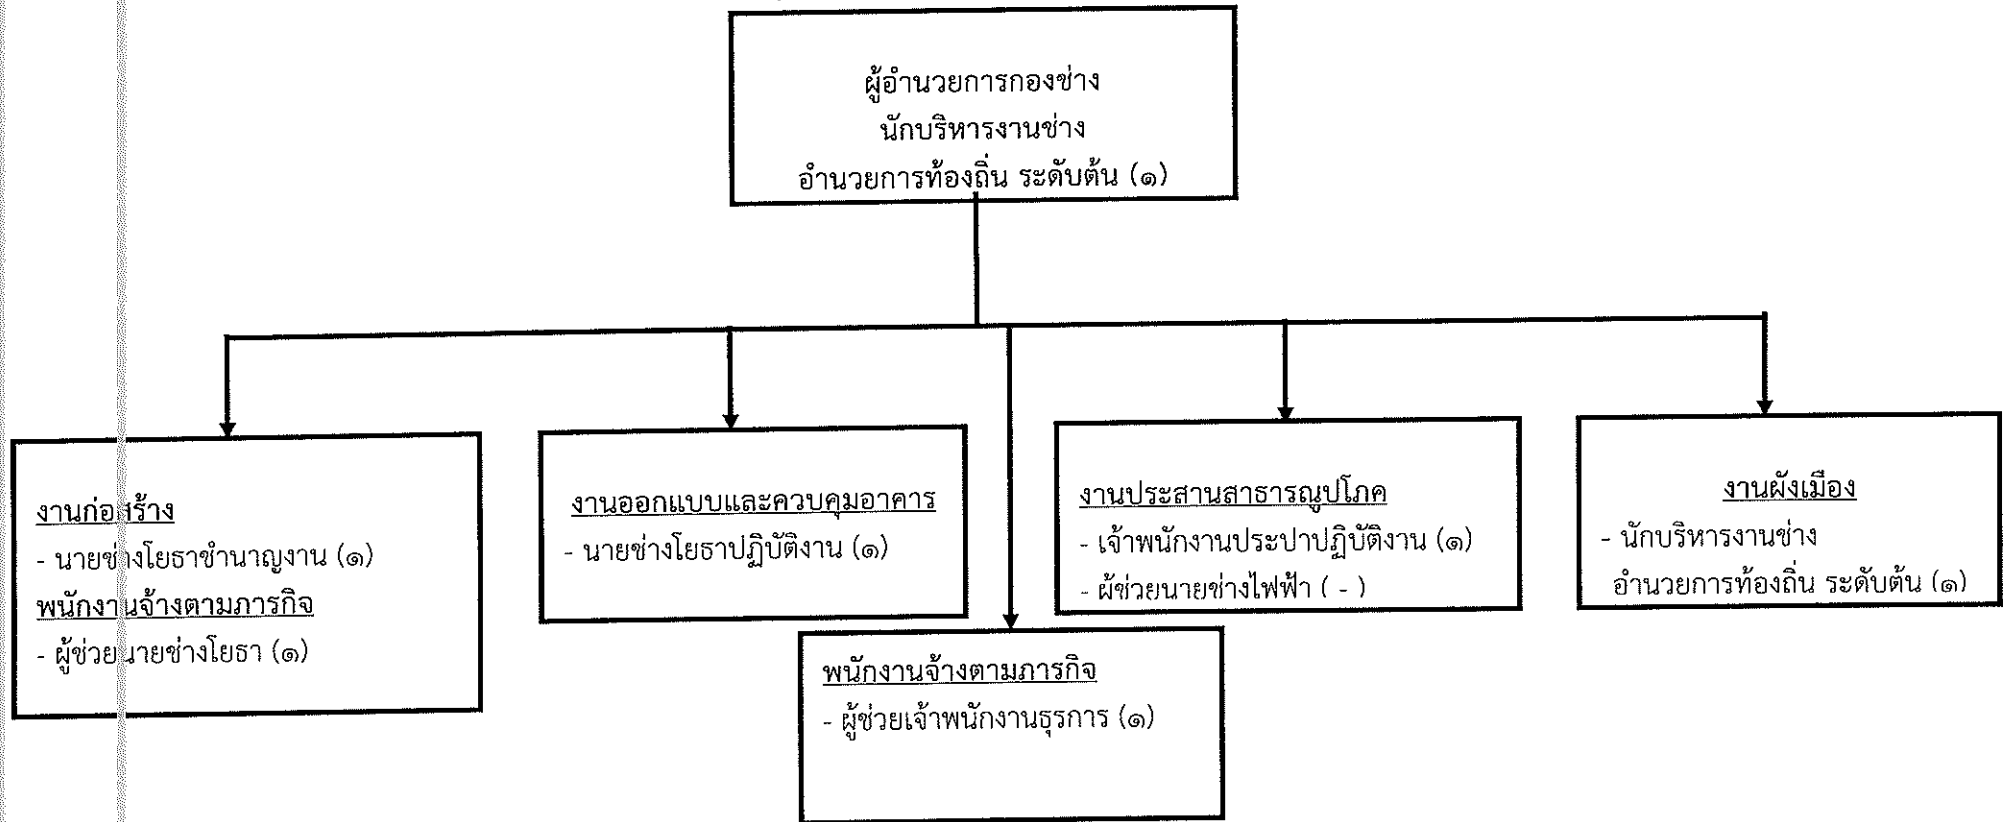 ผู้อำนวยการกองช่าง
นักบริหารงานช่าง
อำนวยการท้องถิ่น ระดับต้น (๑)
งานก่อสร้าง
- นายช่างโยธาชำนาญงาน (๑)
พนักงานจ้างตามภารกิจ
- ผู้ช่วยนายช่างโยธา (๑)
งานออกแบบและควบคุมอาคาร
- นายช่างโยธาปฏิบัติงาน (๑)
พนักงานจ้างตามภารกิจ
- ผู้ช่วยเจ้าพนักงานธุรการ (๑)
งานประสานสาธารณูปโภค
- เจ้าพนักงานประปาปฏิบัติงาน (๑)
- ผู้ช่วยนายช่างไฟฟ้า ( - )
งานผังเมือง
- นักบริหารงานช่าง
อำนวยการท้องถิ่น ระดับต้น (๑)